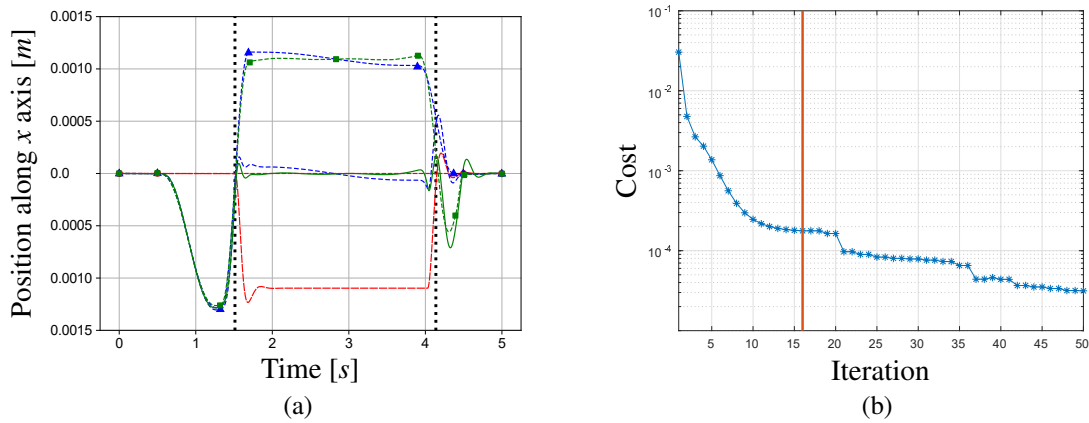 Position along x axis [m]
0.0010
0.0005
0.0
0.0005
0.0010
0.0015
0 1 2 3 4 5
Time [s]
(a)
Cost
10^-1
10^-2
10^-3
10^-4
5 10 15 20 25 30 35 40 45 50
Iteration
(b)